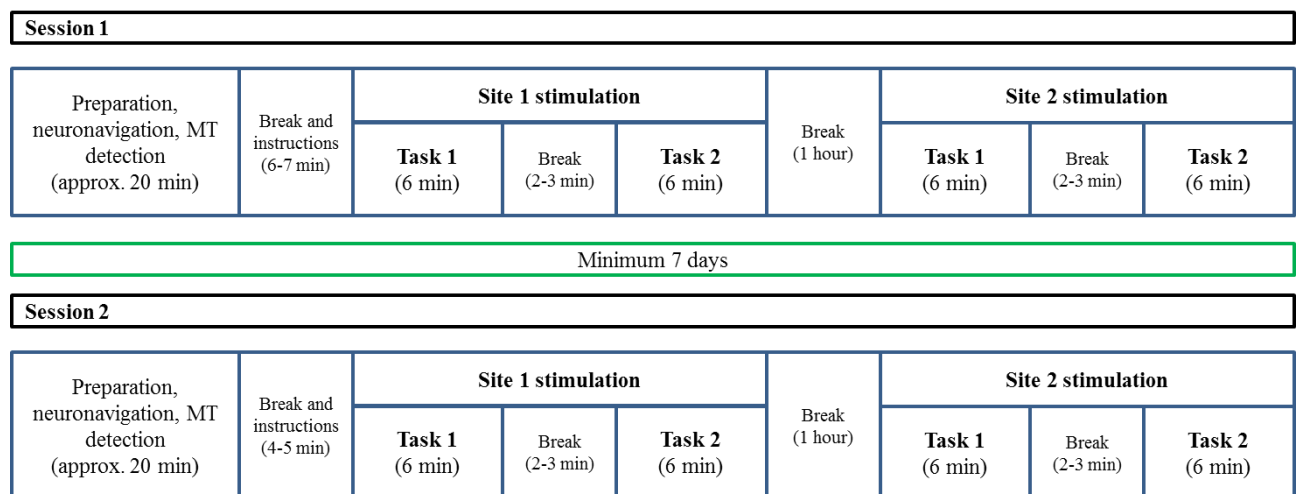 Session 1
Preparation,
neuronavigation, MT
detection
(approx. 20 min)
Break and
instructions
(6-7 min)
Site 1 stimulation
Task 1
(6 min)
Break
(2-3 min)
Task 2
(6 min)
Break
(1 hour)
Site 2 stimulation
Task 1
(6 min)
Break
(2-3 min)
Task 2
(6 min)
Minimum 7 days
Session 2
Preparation,
neuronavigation, MT
detection
(approx. 20 min)
Break and
instructions
(4-5 min)
Site 1 stimulation
Task 1
(6 min)
Break
(2-3 min)
Task 2
(6 min)
Break
(1 hour)
Site 2 stimulation
Task 1
(6 min)
Break
(2-3 min)
Task 2
(6 min)